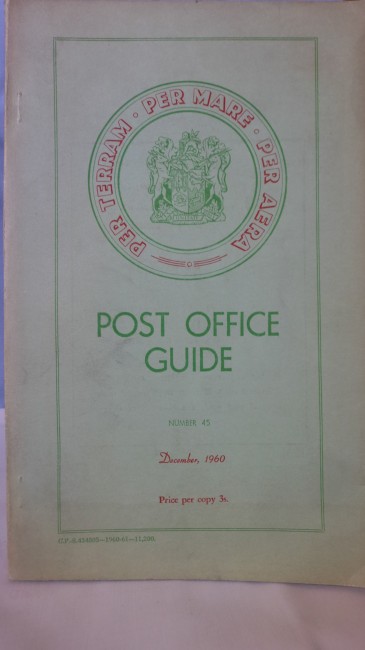 PER TERRAM · PER MARE · PER AERA
POST OFFICE
GUIDE
NUMBER 45
December, 1960
Price per copy 3s.